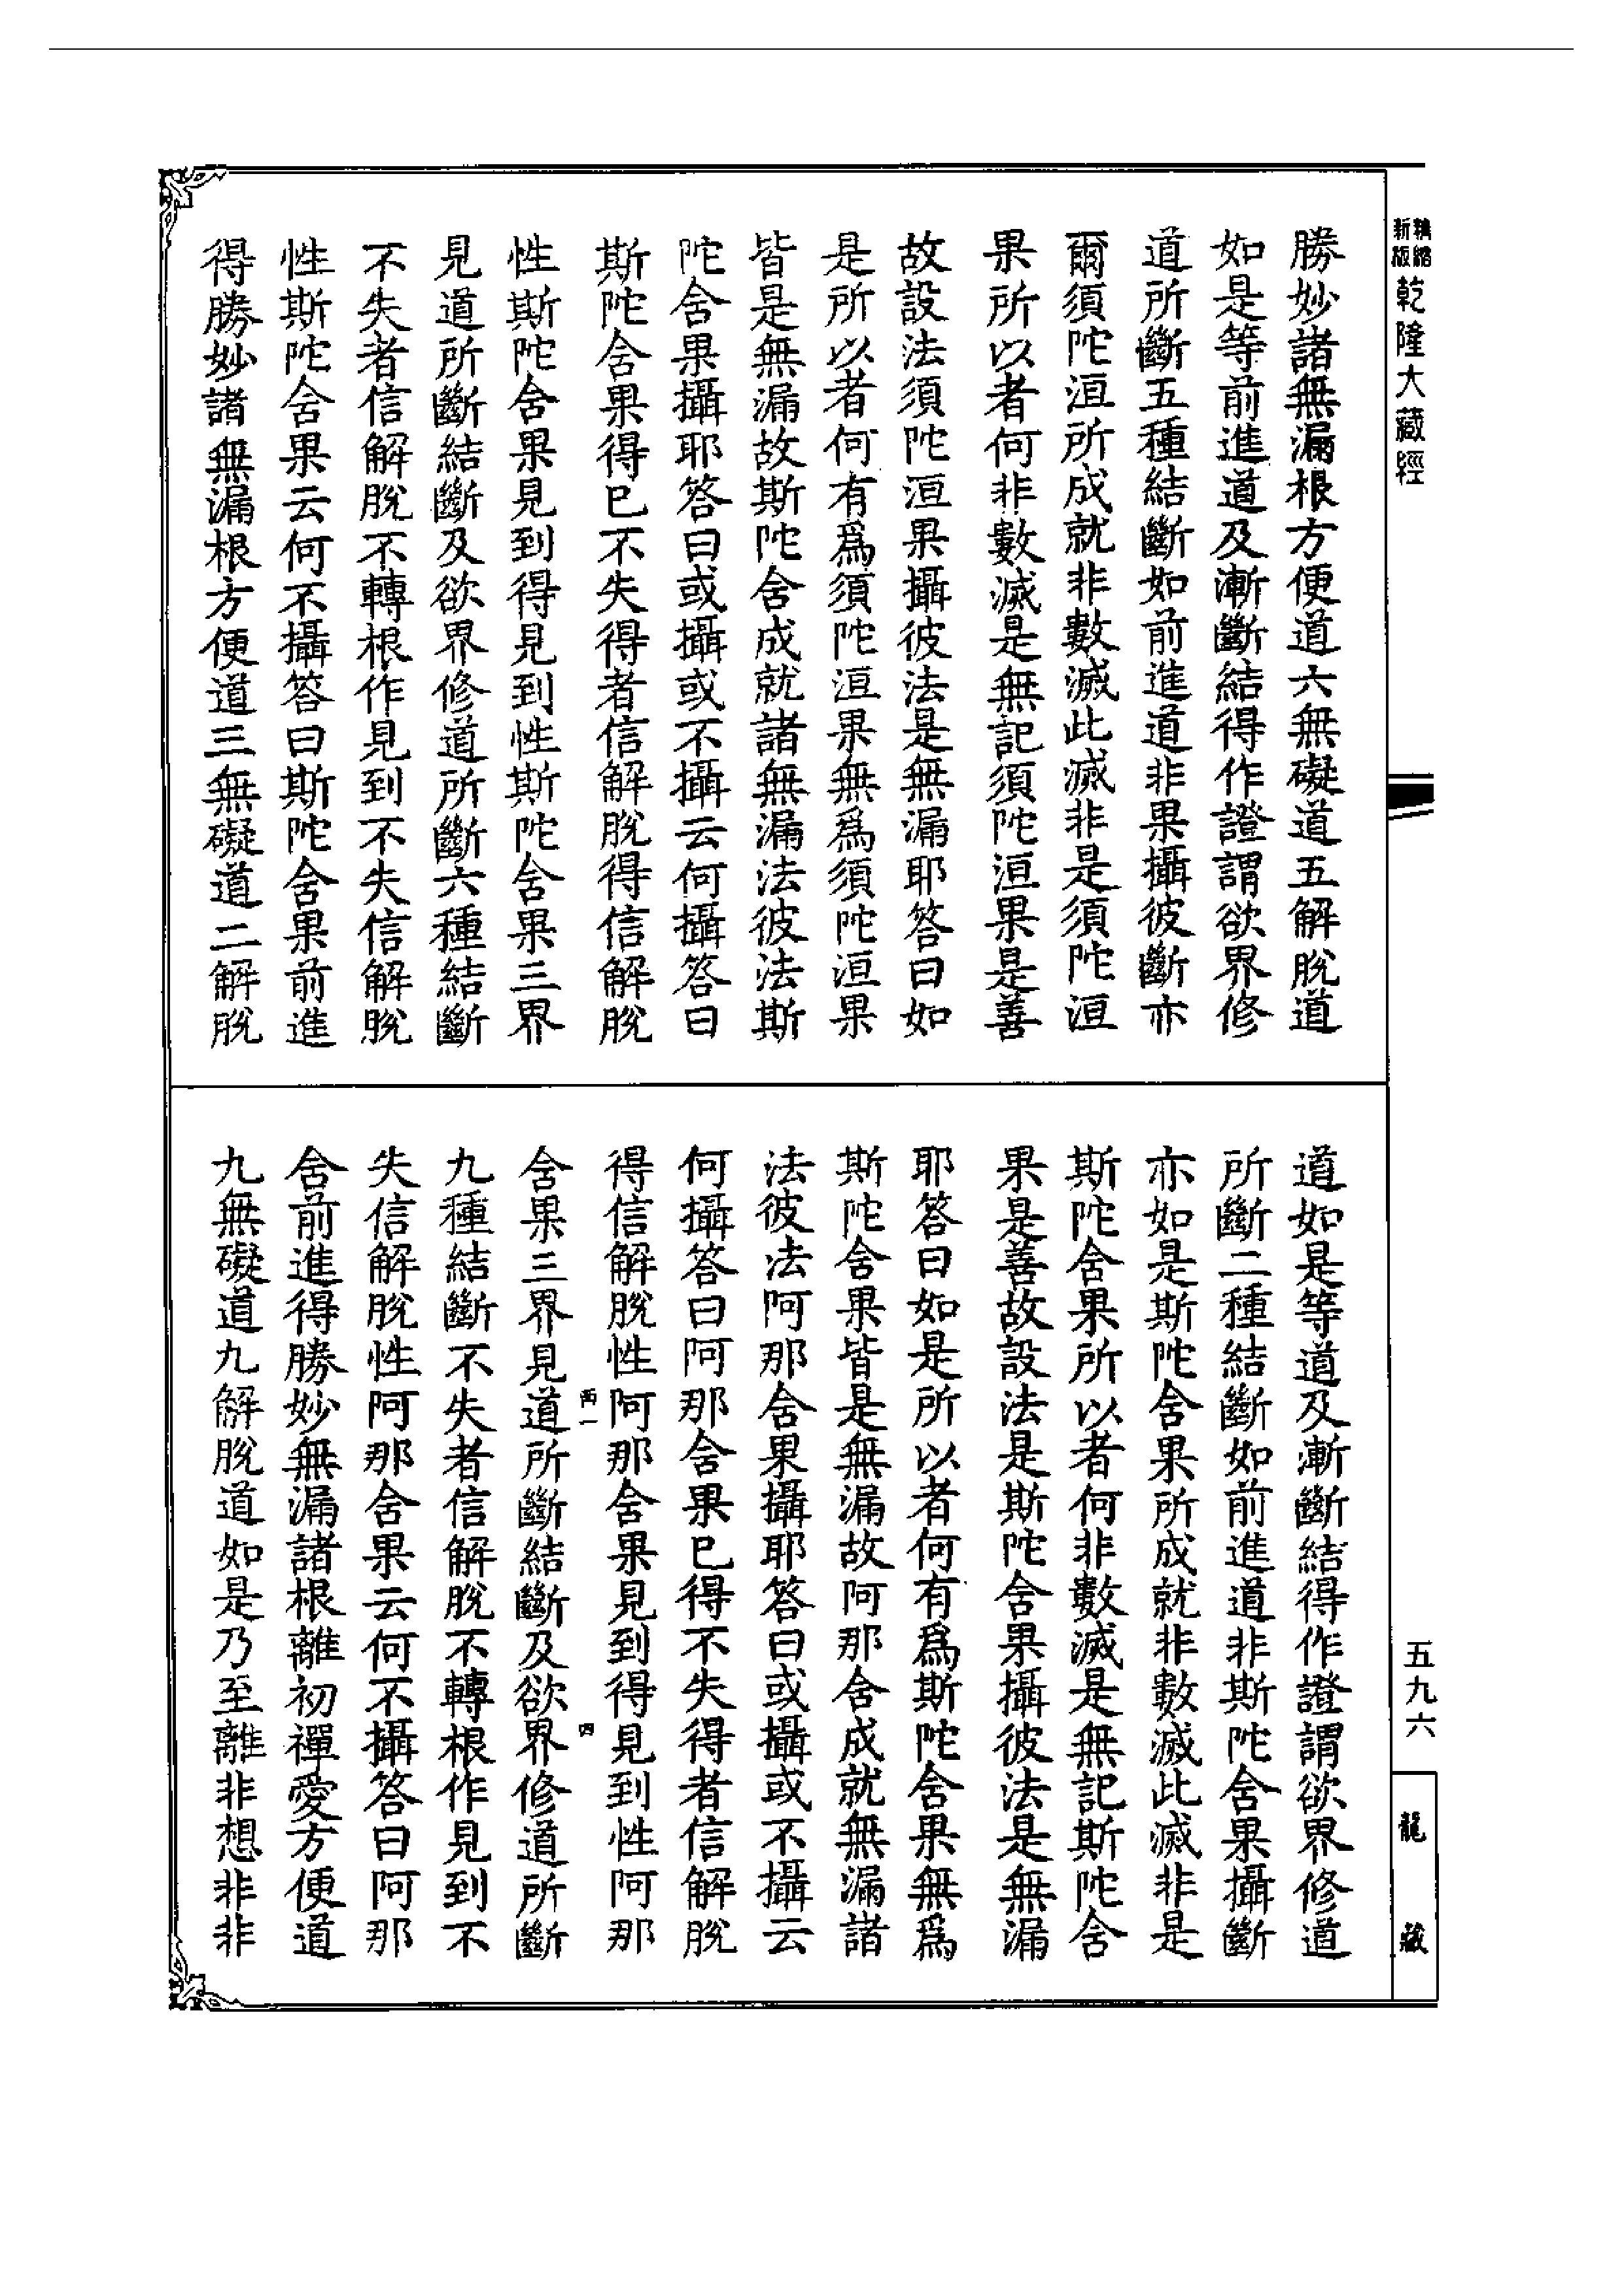 新版
乾隆大藏經
勝妙諸無漏根方便道六無礙道五解脫道
如是等前進道及漸斷結得作證謂欲界修
道所斷五種結斷如前進道非果攝彼斷亦
爾須陀洹所成就非數滅此滅非是須陀洹
果所以者何非數滅是無記須陀洹果是善
故設法須陀洹果攝彼法是無漏耶答曰如
是所以者何有為須陀洹果無為須陀洹果
皆是無漏故斯陀含成就諸無漏法彼法斯
陀含果攝耶答曰或攝或不攝云何攝答曰
斯陀含果得已不失得者信解脫得信解脫
性斯陀含果見到得見到性斯陀含果三界
見道所斷結斷及欲界修道所斷六種結斷
不失者信解脫不轉根作見到不失信解脫
性斯陀含果云何不攝答曰斯陀含果前進
得勝妙諸無漏根方便道三無礙道二解脫
道如是等道及漸斷結得作證謂欲界修道
所斷二種結斷如前進道非斯陀含果攝斷
亦如是斯陀含果所成就非數滅此滅非是
斯陀含果所以者何非數滅是無記斯陀含
果是善故設法是斯陀含果攝彼法是無漏
耶答曰如是所以者何有為斯陀含果無為
斯陀含果皆是無漏故阿那含成就無漏諸
法彼法阿那含果攝耶答曰或攝或不攝云
何攝答曰阿那含果已得不失得者信解脫
得信解脫性阿那含果見到得見到性阿那
含果三界見道所斷結斷及欲界修道所斷
九種結斷不失者信解脫不轉根作見到不
失信解脫性阿那含果云何不攝答曰阿那
含前進得勝妙無漏諸根離初禪愛方便道
九無礙道九解脫道如是乃至離非想非非
五九六
龍藏